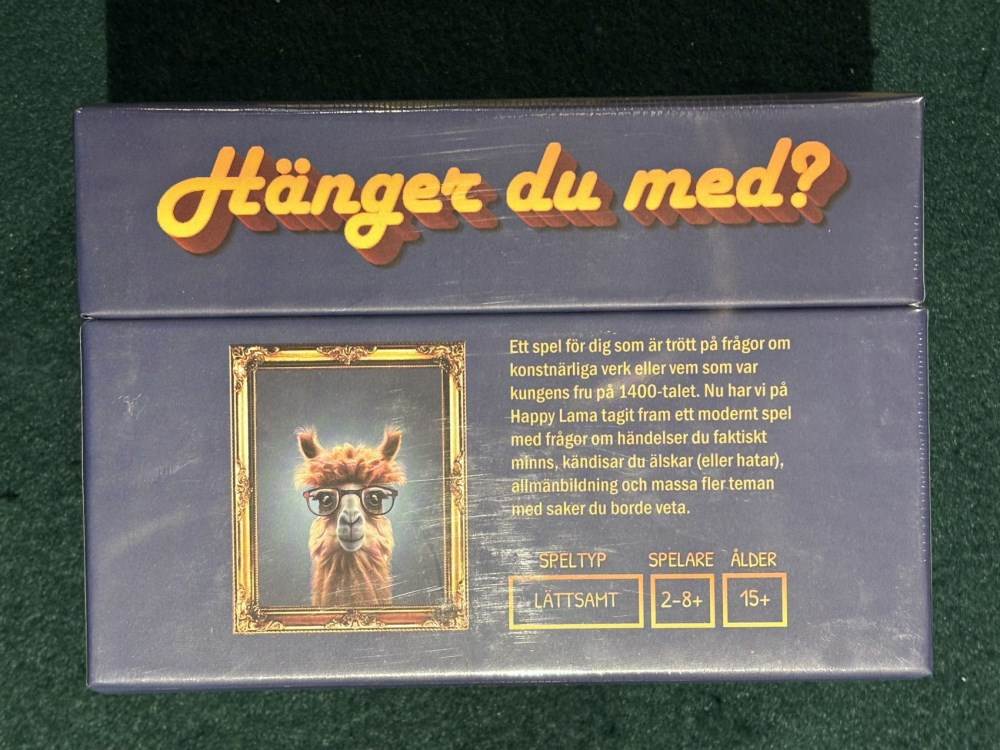 Hänger du med?
Ett spel för dig som är trött på frågor om
konstnärliga verk eller vem som var
kungens fru på 1400-talet. Nu har vi på
Happy Lama tagit fram ett modernt spel
med frågor om händelser du faktiskt
minns, kändisar du älskar (eller hatar),
allmänbildning och massa fler teman
med saker du borde veta.
SPELTYP SPELARE ÅLDER
LÄTTSAMT 2-8+ 15+